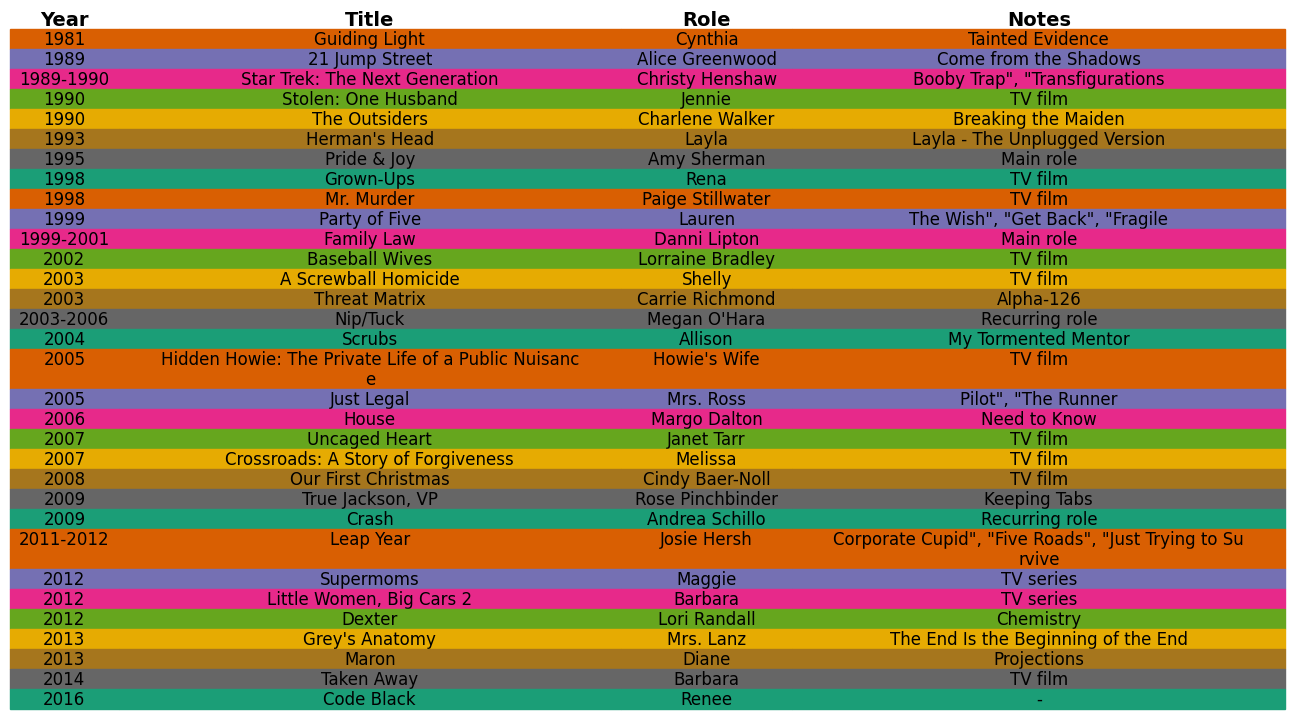 Year Title Role Notes
1981 Guiding Light Cynthia Tainted Evidence
1989 21 Jump Street Alice Greenwood Come from the Shadows
1989-1990 Star Trek: The Next Generation Christy Henshaw Booby Trap", "Transfigurations
1990 Stolen: One Husband Jennie TV film
1990 The Outsiders Charlene Walker Breaking the Maiden
1993 Herman's Head Layla Layla - The Unplugged Version
1995 Pride & Joy Amy Sherman Main role
1998 Grown-Ups Rena TV film
1998 Mr. Murder Paige Stillwater TV film
1999 Party of Five Lauren The Wish", "Get Back", "Fragile
1999-2001 Family Law Danni Lipton Main role
2002 Baseball Wives Lorraine Bradley TV film
2003 A Screwball Homicide Shelly TV film
2003 Threat Matrix Carrie Richmond Alpha-126
2003-2006 Nip/Tuck Megan O'Hara Recurring role
2004 Scrubs Allison My Tormented Mentor
2005 Hidden Howie: The Private Life of a Public Nuisanc Howie's Wife TV film
e
2005 Just Legal Mrs. Ross Pilot", "The Runner
2006 House Margo Dalton Need to Know
2007 Uncaged Heart Janet Tarr TV film
2007 Crossroads: A Story of Forgiveness Melissa TV film
2008 Our First Christmas Cindy Baer-Noll TV film
2009 True Jackson, VP Rose Pinchbinder Keeping Tabs
2009 Crash Andrea Schillo Recurring role
2011-2012 Leap Year Josie Hersh Corporate Cupid", "Five Roads", "Just Trying to Su
rvive
2012 Supermoms Maggie TV series
2012 Little Women, Big Cars 2 Barbara TV series
2012 Dexter Lori Randall Chemistry
2013 Grey's Anatomy Mrs. Lanz The End Is the Beginning of the End
2013 Maron Diane Projections
2014 Taken Away Barbara TV film
2016 Code Black Renee -